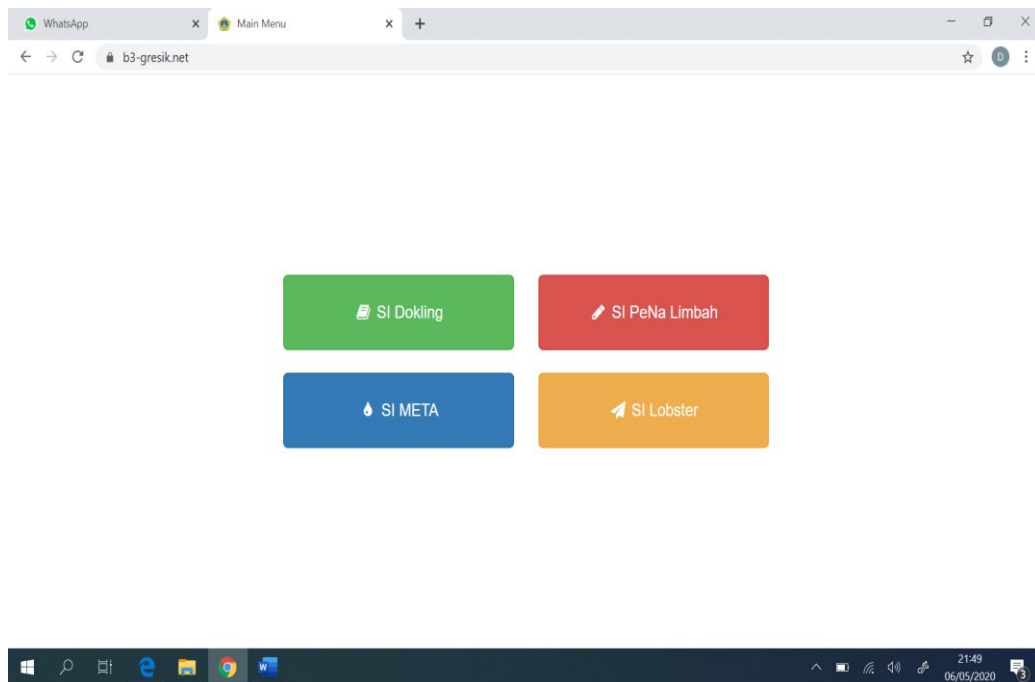 WhatsApp
Main Menu
b3-gresik.net
D
SI Dokling
SI PeNa Limbah
SI META
SI Lobster
21:49
06/05/2020
3